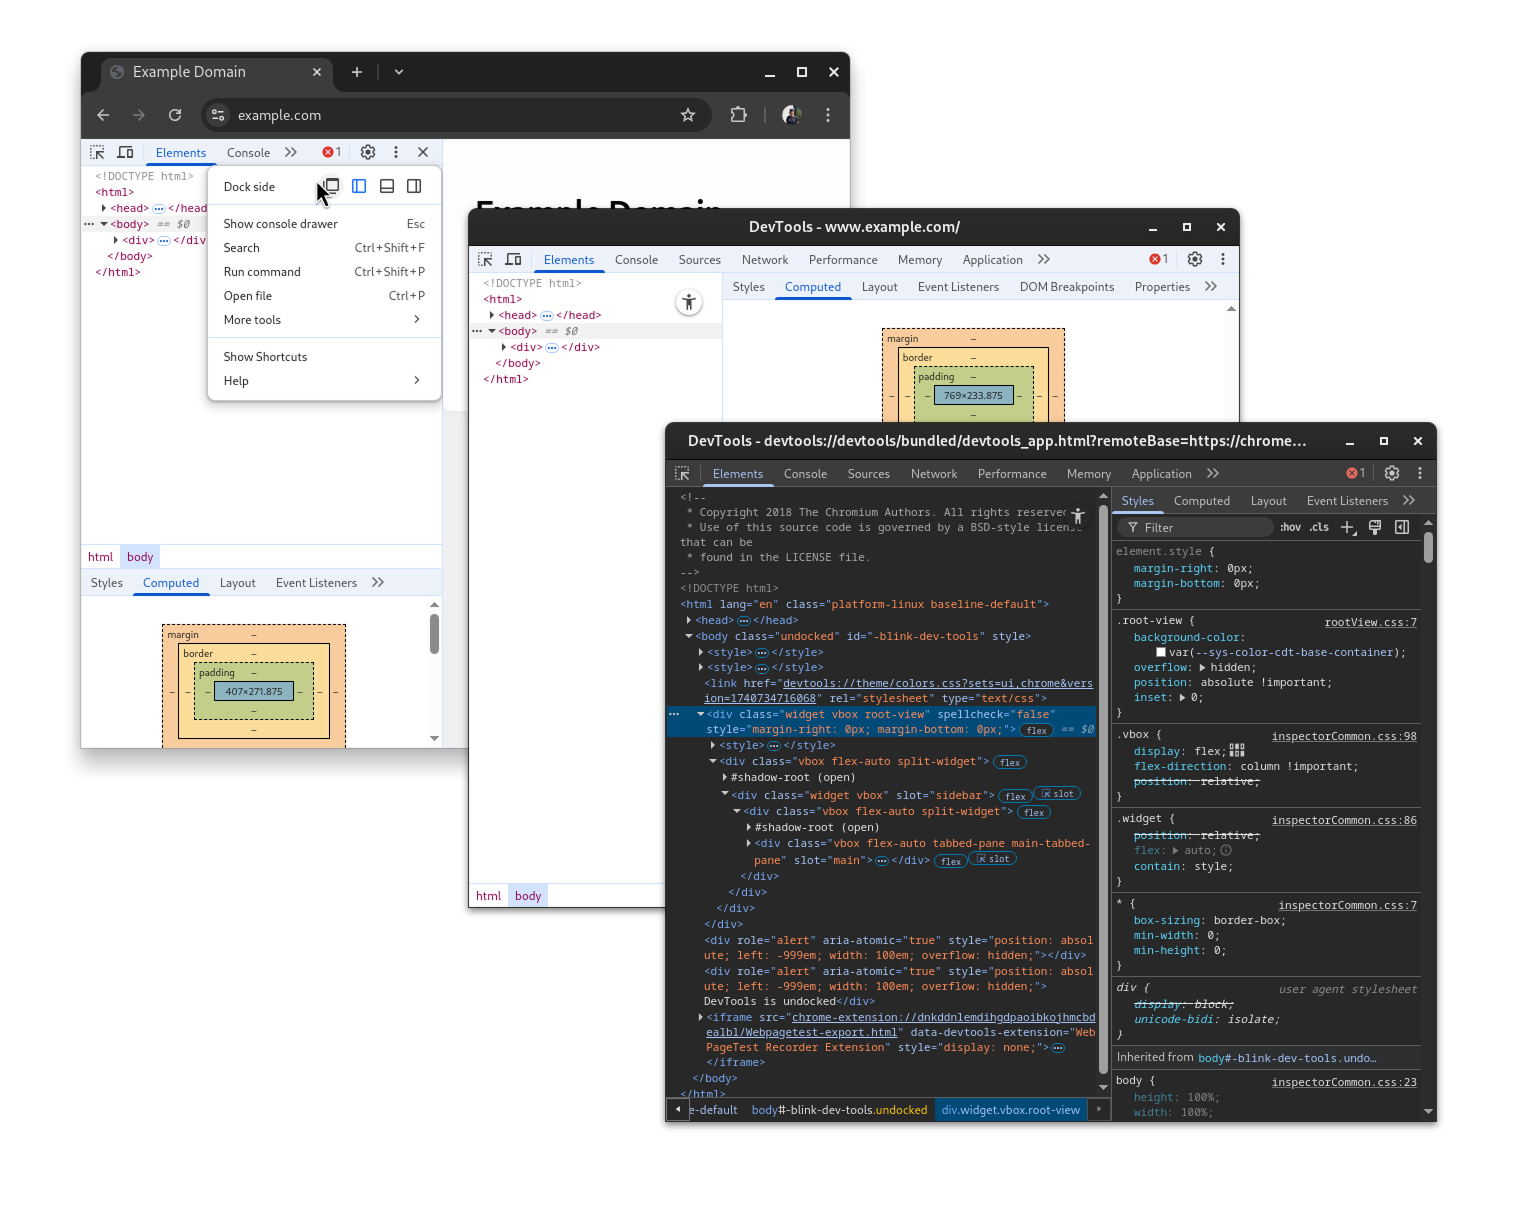 Example Domain
example.com
Elements
Console
1
<!DOCTYPE html>
<html>
<head> ⋯ </head
<body> == $0
<div> ⋯ </div
</body>
</html>
Dock side
Show console drawer Esc
Search Ctrl+Shift+F
Run command Ctrl+Shift+P
Open file Ctrl+P
More tools
Show Shortcuts
Help
html body
Styles Computed Layout Event Listeners
margin –
border –
padding –
– – – 407×271.875 – – –
–
Example Domain
DevTools - www.example.com/
Elements Console Sources Network Performance Memory Application 1
<!DOCTYPE html>
<html>
<head> ⋯ </head>
<body> == $0
<div> ⋯ </div>
</body>
</html>
html body
Styles Computed Layout Event Listeners DOM Breakpoints Properties
margin –
border –
padding –
– – – 769×233.875 – – –
–
DevTools - devtools://devtools/bundled/devtools_app.html?remoteBase=https://chrome…
Elements Console Sources Network Performance Memory Application 1
<!--
* Copyright 2018 The Chromium Authors. All rights reserve
* Use of this source code is governed by a BSD-style license
that can be
* found in the LICENSE file.
-->
<!DOCTYPE html>
<html lang="en" class="platform-linux baseline-default">
<head> ⋯ </head>
<body class="undocked" id="-blink-dev-tools" style>
<style> ⋯ </style>
<style> ⋯ </style>
<link href="devtools://theme/colors.css?sets=ui,chrome&vers
ion=1740734716068" rel="stylesheet" type="text/css">
<div class="widget vbox root-view" spellcheck="false"
style="margin-right: 0px; margin-bottom: 0px;"> flex == $0
<style> ⋯ </style>
<div class="vbox flex-auto split-widget"> flex
#shadow-root (open)
<div class="widget vbox" slot="sidebar"> flex slot
<div class="vbox flex-auto split-widget"> flex
#shadow-root (open)
<div class="vbox flex-auto tabbed-pane main-tabbed-
pane" slot="main"> ⋯ </div> flex slot
</div>
</div>
</div>
</div>
<div role="alert" aria-atomic="true" style="position: absol
ute; left: -999em; width: 100em; overflow: hidden;"></div>
<div role="alert" aria-atomic="true" style="position: absol
ute; left: -999em; width: 100em; overflow: hidden;">
DevTools is undocked</div>
<iframe src="chrome-extension://dnkddnlemdihgdpaoibkojhmcbd
ealbl/Webpagetest-export.html" data-devtools-extension="Web
PageTest Recorder Extension" style="display: none;"> ⋯
</iframe>
</body>
</html>
e-default body#-blink-dev-tools.undocked div.widget.vbox.root-view
Styles Computed Layout Event Listeners
Filter :hov .cls
element.style {
margin-right: 0px;
margin-bottom: 0px;
}
.root-view { rootView.css:7
background-color:
var(--sys-color-cdt-base-container);
overflow: hidden;
position: absolute !important;
inset: 0;
}
.vbox { inspectorCommon.css:98
display: flex;
flex-direction: column !important;
position: relative;
}
.widget { inspectorCommon.css:86
position: relative;
flex: auto;
contain: style;
}
* { inspectorCommon.css:7
box-sizing: border-box;
min-width: 0;
min-height: 0;
}
div { user agent stylesheet
display: block;
unicode-bidi: isolate;
}
Inherited from body#-blink-dev-tools.undo…
body { inspectorCommon.css:23
height: 100%;
width: 100%;